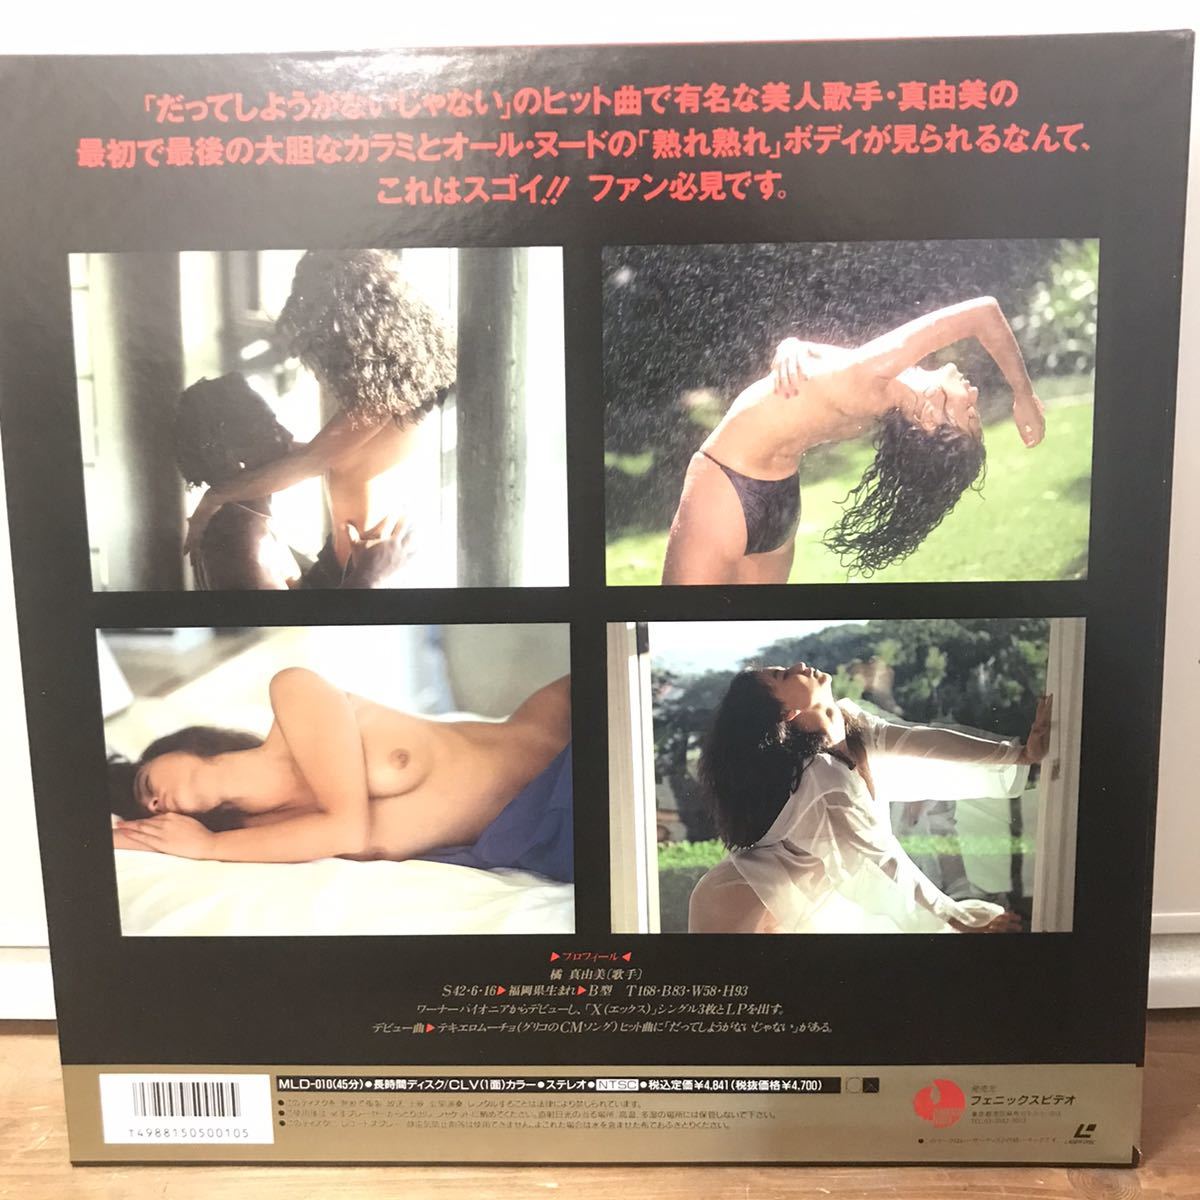 「だってしようがないじゃない」のヒット曲で有名な美人歌手・真由美の
最初で最後の大胆なカラミとオール・ヌードの「熟れ熟れ」ボディが見られるなんて、
これはスゴイ!! ファン必見です。
▶プロフィール◀
橘 真由美〔歌手〕
S42・6・16▶福岡県生まれ▶B型 T168・B83・W58・H93
ワーナーパイオニアからデビューし、「X(エックス)」シングル3枚とLPを出す。
デビュー曲▶テキエロムーチョ(グリコのCMソング)ヒット曲に「だってしようがないじゃない」がある。
MLD-010(45分)●長時間ディスク/CLV(1面)カラー●ステレオ●NTSC●税込定価¥4,841(税抜価格¥4,700)
T4988150500105
発売元
フェニックスビデオ
LASERDISC